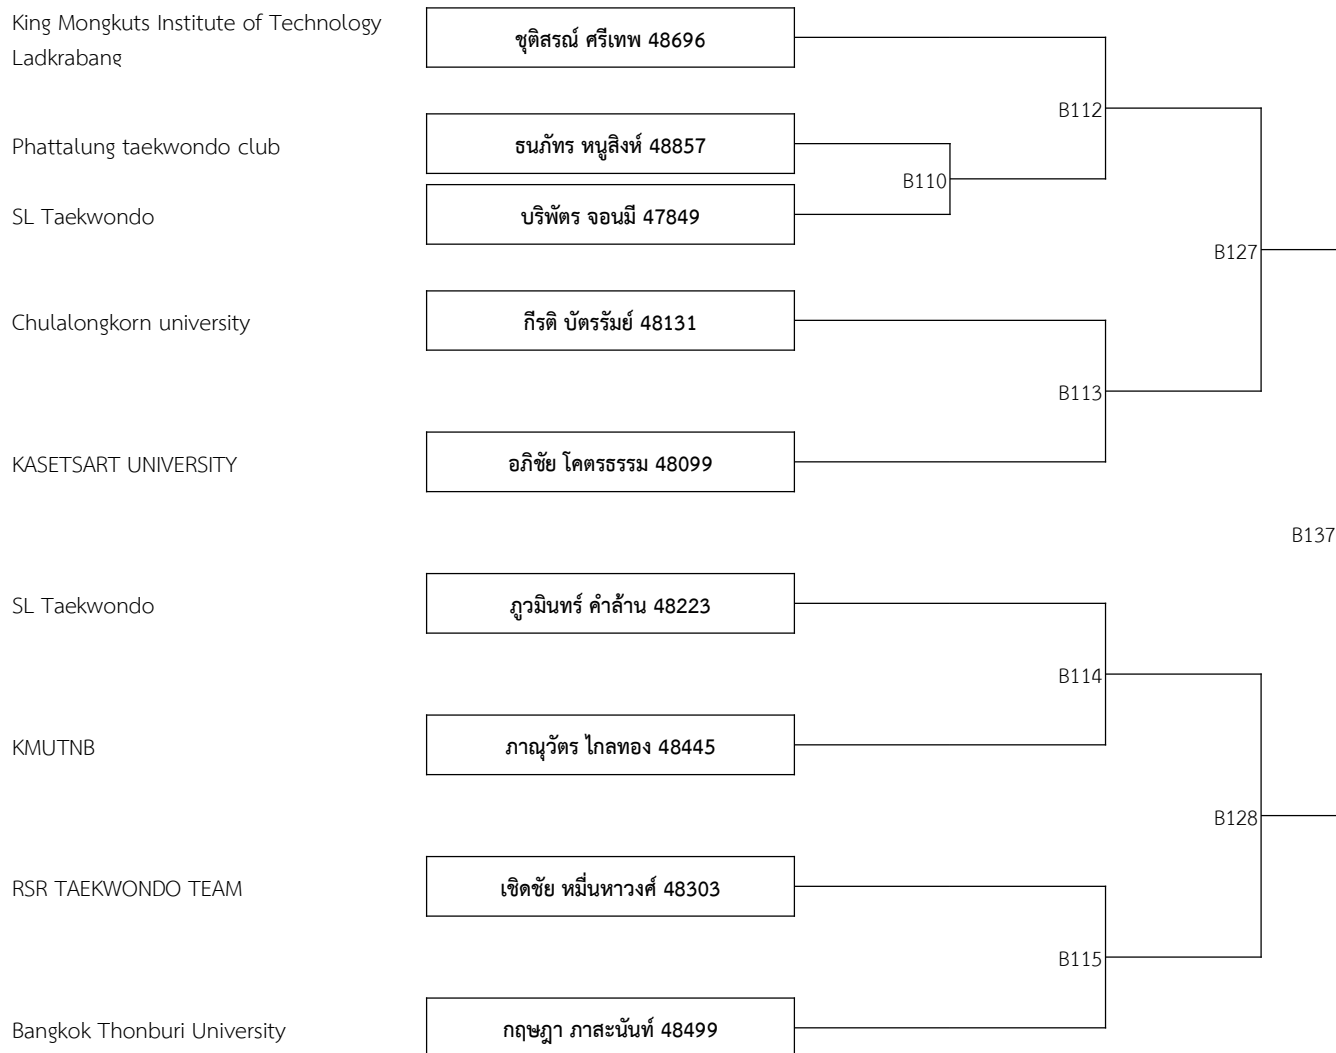 King Mongkuts Institute of Technology
Ladkrabang
ชุติสรณ์ ศรีเทพ 48696
B112
Phattalung taekwondo club
ธนภัทร หนูสิงห์ 48857
B110
SL Taekwondo
บริพัตร จอนมี 47849
B127
Chulalongkorn university
กีรติ บัตรรัมย์ 48131
B113
KASETSART UNIVERSITY
อภิชัย โคตรธรรม 48099
B137
SL Taekwondo
ภูวมินทร์ คำล้าน 48223
B114
KMUTNB
ภาณุวัตร ไกลทอง 48445
B128
RSR TAEKWONDO TEAM
เชิดชัย หมื่นหาวงศ์ 48303
B115
Bangkok Thonburi University
กฤษฎา ภาสะนันท์ 48499